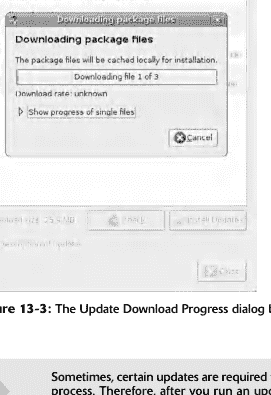 Downloading package files
Downloading package files
The package files will be cached locally for installation.
Downloading file 1 of 3
Download rate: unknown
Show progress of single files
Cancel
Close
ure 13-3: The Update Download Progress dialog b
Sometimes, certain updates are required
process. Therefore, after you run an upd